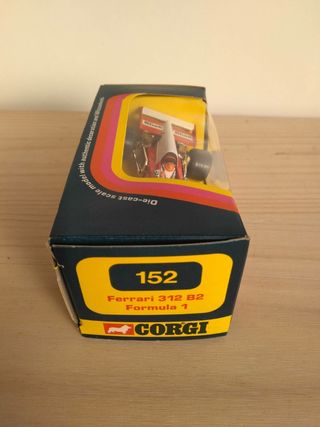 Die-cast scale model with authentic decoration and
152
Ferrari 312 B2
Formula 1
CORGI